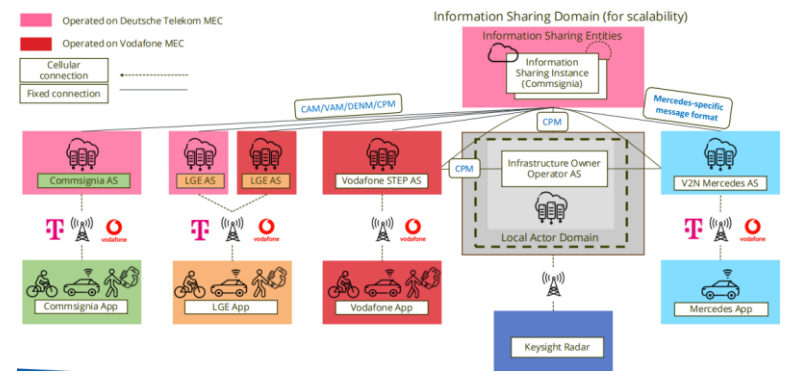 Information Sharing Domain (for scalability)
Operated on Deutsche Telekom MEC
Operated on Vodafone MEC
Cellular
connection
Fixed connection
Information Sharing Entities
Information
Sharing Instance
(Commsignia)
CAM/VAM/DENM/CPM
CPM
Mercedes-specific
message format
Commsignia AS
LGE AS
LGE AS
Vodafone STEP AS
CPM
Infrastructure Owner
Operator AS
V2N Mercedes AS
Local Actor Domain
T
vodafone
T
vodafone
vodafone
T
vodafone
Commsignia App
LGE App
Vodafone App
Mercedes App
Keysight Radar